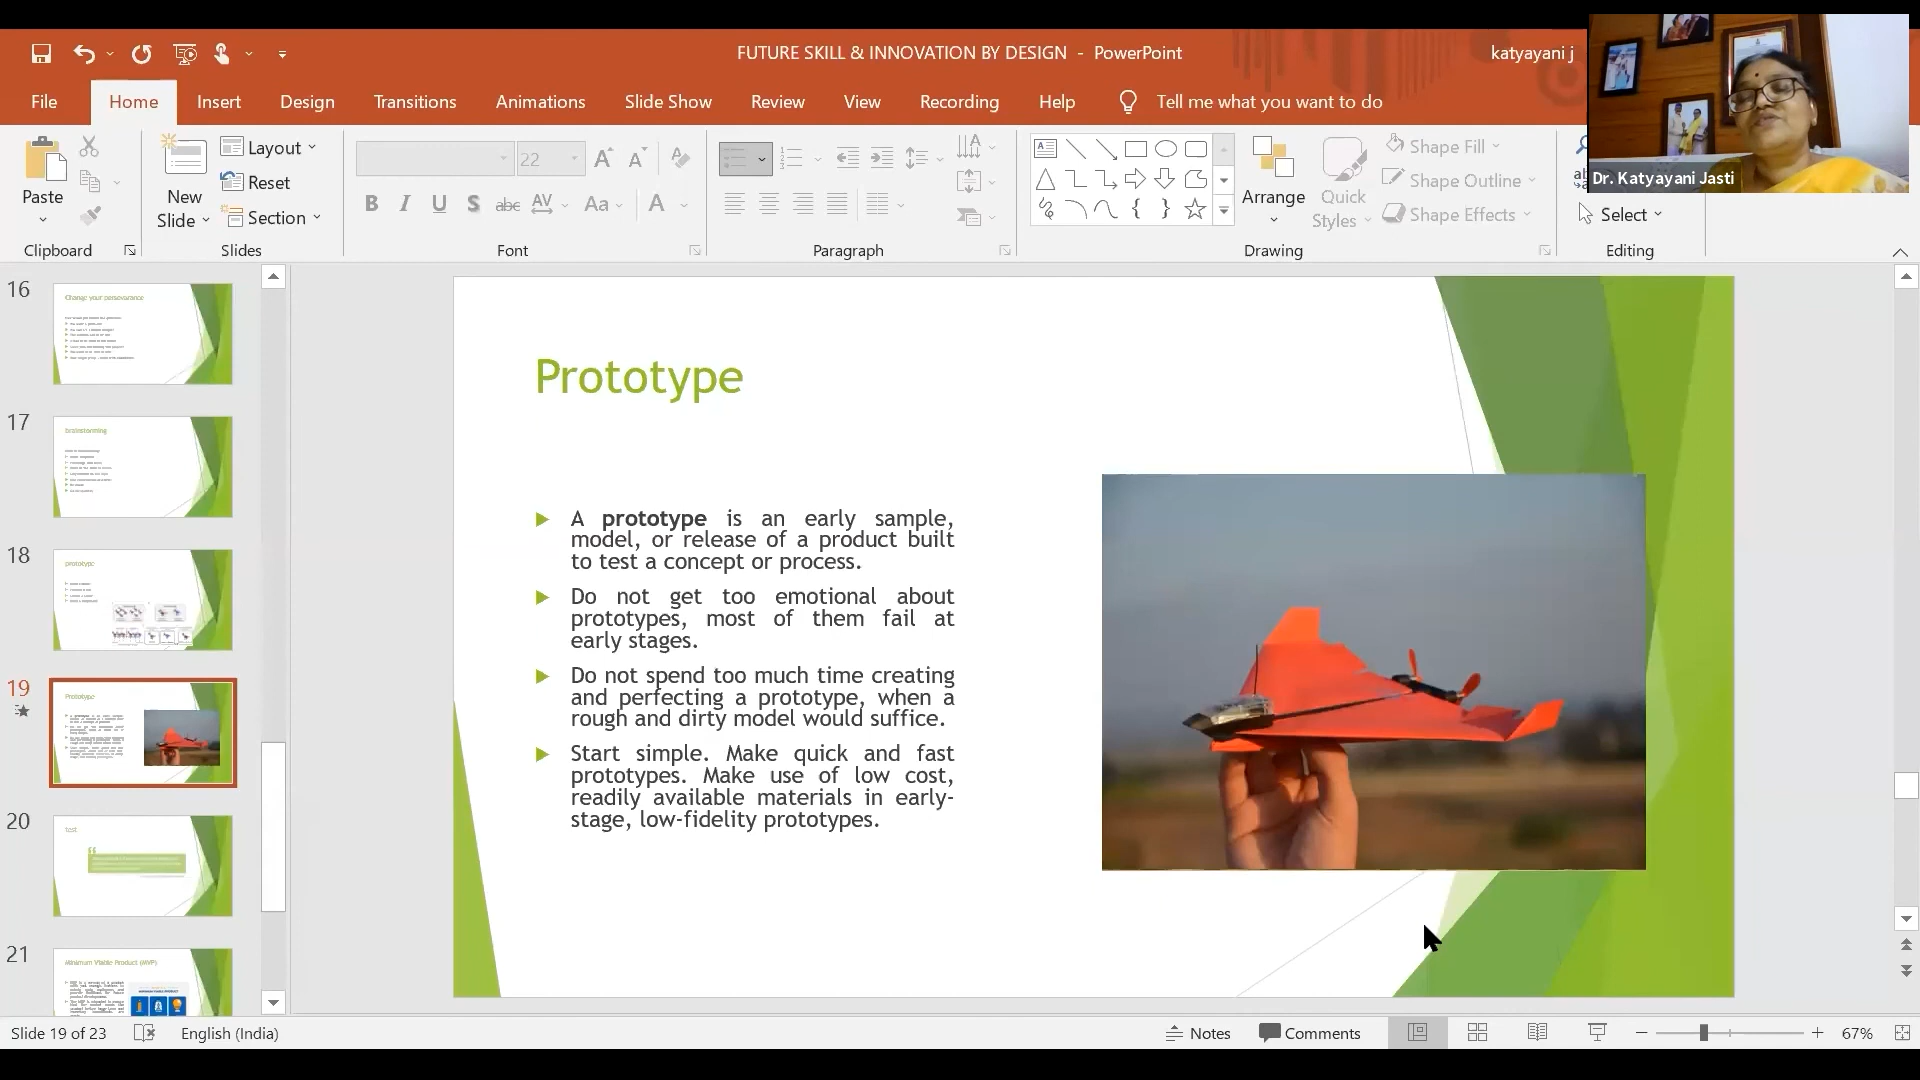 FUTURE SKILL & INNOVATION BY DESIGN - PowerPoint
katyayani j
File Home Insert Design Transitions Animations Slide Show Review View Recording Help Tell me what you want to do
Paste
New
Slide
Layout
Reset
Section
22
B I U S abc AV Aa A
Arrange
Quick
Styles
Shape Fill
Shape Outline
Shape Effects
Select
Clipboard Slides Font Paragraph Drawing Editing
Dr. Katyayani Jasti
16
Change your perseverance
17
brainstorming
18
prototype
19
Prototype
20
test
21
Minimum Viable Product (MVP)
Prototype
A prototype is an early sample,
model, or release of a product built
to test a concept or process.
Do not get too emotional about
prototypes, most of them fail at
early stages.
Do not spend too much time creating
and perfecting a prototype, when a
rough and dirty model would suffice.
Start simple. Make quick and fast
prototypes. Make use of low cost,
readily available materials in early-
stage, low-fidelity prototypes.
Slide 19 of 23 English (India) Notes Comments 67%